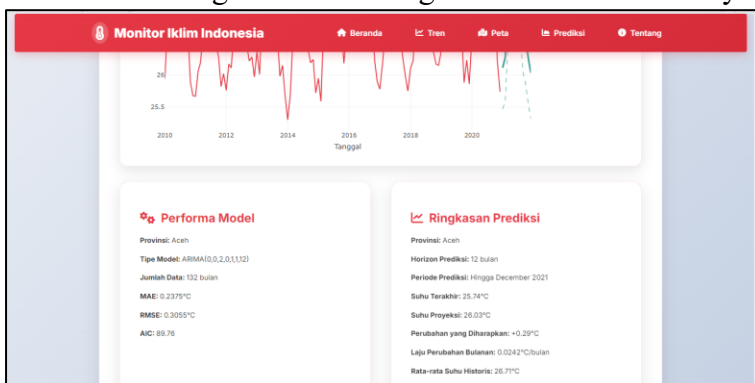 Monitor Iklim Indonesia
Beranda
Tren
Peta
Prediksi
Tentang
26
25.5
2010 2012 2014 2016 2018 2020
Tanggal
Performa Model
Provinsi: Aceh
Tipe Model: ARIMA(0,0,2,0,1,1,12)
Jumlah Data: 132 bulan
MAE: 0.2375°C
RMSE: 0.3055°C
AIC: 89.76
Ringkasan Prediksi
Provinsi: Aceh
Horizon Prediksi: 12 bulan
Periode Prediksi: Hingga December 2021
Suhu Terakhir: 25.74°C
Suhu Proyeksi: 26.03°C
Perubahan yang Diharapkan: +0.29°C
Laju Perubahan Bulanan: 0.0242°C/bulan
Rata-rata Suhu Historis: 26.71°C